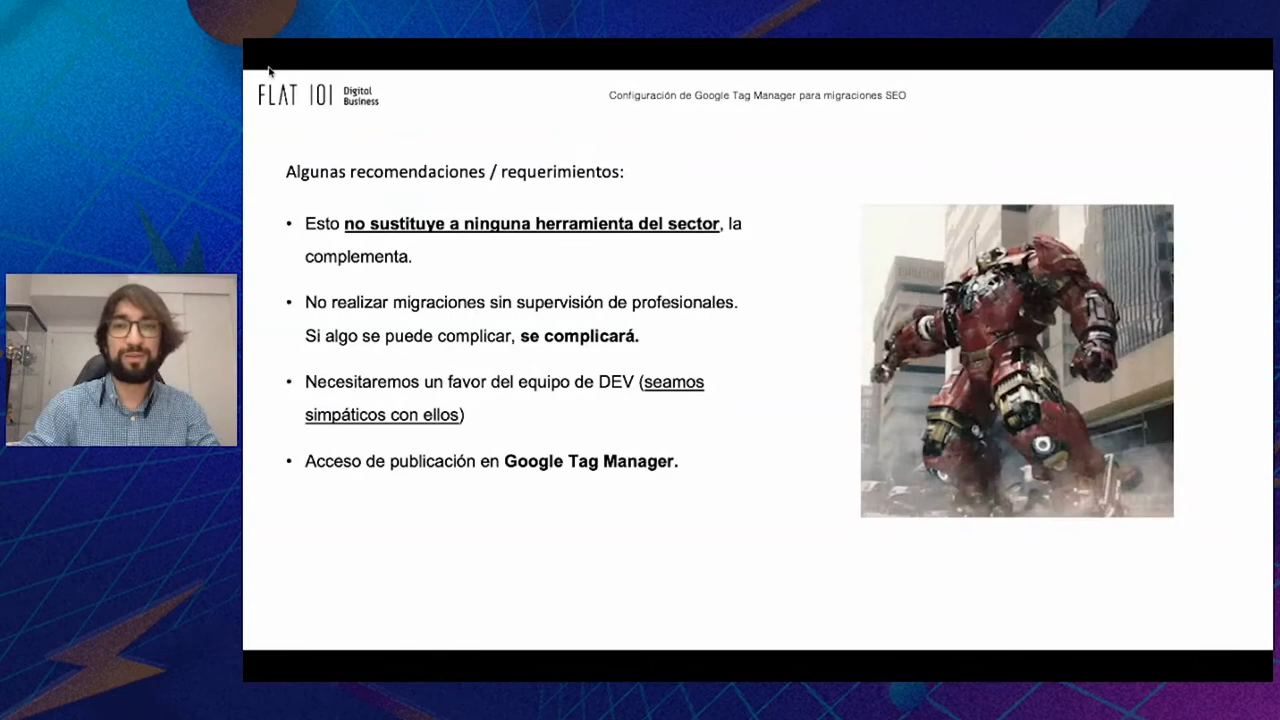 FLAT 101 Digital
Business
Configuración de Google Tag Manager para migraciones SEO
Algunas recomendaciones / requerimientos:
• Esto no sustituye a ninguna herramienta del sector, la
complementa.
• No realizar migraciones sin supervisión de profesionales.
Si algo se puede complicar, se complicará.
• Necesitaremos un favor del equipo de DEV (seamos
simpáticos con ellos)
• Acceso de publicación en Google Tag Manager.